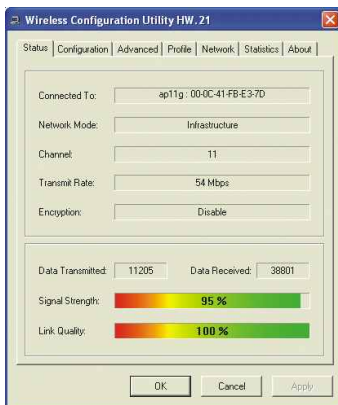 Wireless Configuration Utility HW.21
Status Configuration Advanced Profile Network Statistics About
Connected To: ap11g : 00-0C-41-FB-E3-7D
Network Mode: Infrastructure
Channel: 11
Transmit Rate: 54 Mbps
Encryption: Disable
Data Transmitted: 11205 Data Received: 38801
Signal Strength: 95 %
Link Quality: 100 %
OK Cancel Apply